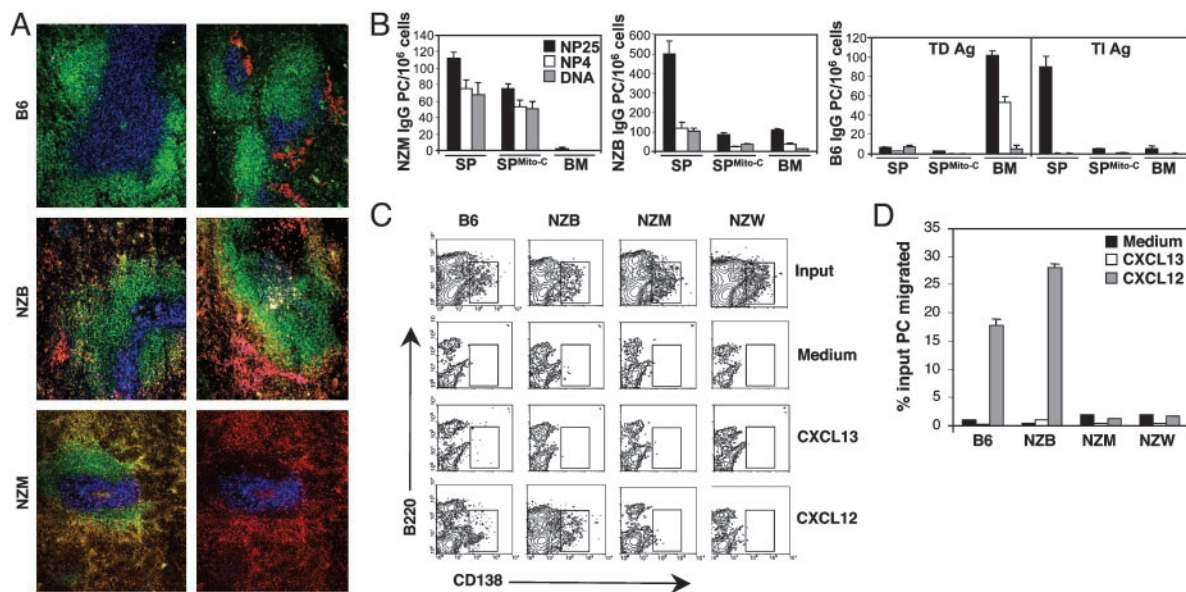 A
B6
NZB
NZM
B
NZM IgG PC/10⁶ cells
140
120
100
80
60
40
20
0
SP
SP^Mito-C
BM
NP25
NP4
DNA
NZB IgG PC/10⁶ cells
600
500
400
300
200
100
0
SP
SP^Mito-C
BM
B6 IgG PC/10⁶ cells
120
100
80
60
40
20
0
TD Ag
TI Ag
SP
SP^Mito-C
BM
SP
SP^Mito-C
BM
C
B6
NZB
NZM
NZW
Input
Medium
CXCL13
CXCL12
B220
CD138
D
% input PC migrated
35
30
25
20
15
10
5
0
Medium
CXCL13
CXCL12
B6
NZB
NZM
NZW